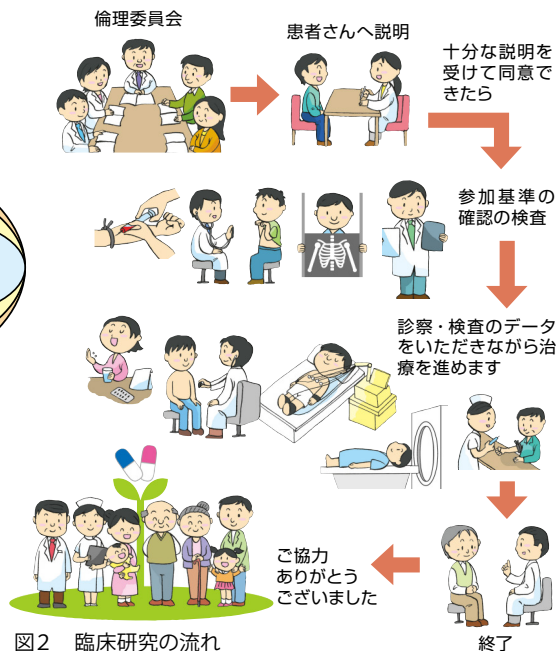 倫理委員会
患者さんへ説明
十分な説明を
受けて同意で
きたら
参加基準の
確認の検査
診察・検査のデータ
をいただきながら治
療を進めます
ご協力
ありがとう
ございました
終了
図2 臨床研究の流れ